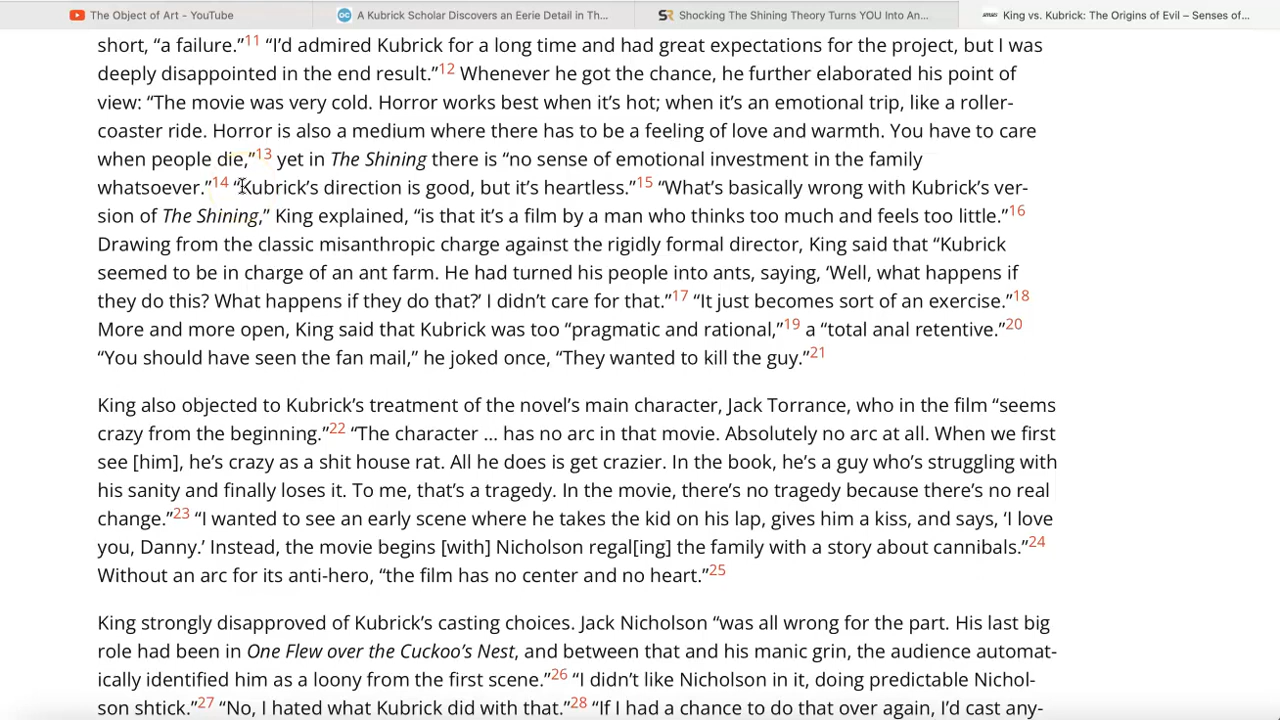 The Object of Art - YouTube
A Kubrick Scholar Discovers an Eerie Detail in Th...
Shocking The Shining Theory Turns YOU Into An...
King vs. Kubrick: The Origins of Evil – Senses of...
short, “a failure.”11 “I’d admired Kubrick for a long time and had great expectations for the project, but I was
deeply disappointed in the end result.”12 Whenever he got the chance, he further elaborated his point of
view: “The movie was very cold. Horror works best when it’s hot; when it’s an emotional trip, like a roller-
coaster ride. Horror is also a medium where there has to be a feeling of love and warmth. You have to care
when people die,”13 yet in The Shining there is “no sense of emotional investment in the family
whatsoever.”14 “Kubrick’s direction is good, but it’s heartless.”15 “What’s basically wrong with Kubrick’s ver-
sion of The Shining,” King explained, “is that it’s a film by a man who thinks too much and feels too little.”16
Drawing from the classic misanthropic charge against the rigidly formal director, King said that “Kubrick
seemed to be in charge of an ant farm. He had turned his people into ants, saying, ‘Well, what happens if
they do this? What happens if they do that?’ I didn’t care for that.”17 “It just becomes sort of an exercise.”18
More and more open, King said that Kubrick was too “pragmatic and rational,”19 a “total anal retentive.”20
“You should have seen the fan mail,” he joked once, “They wanted to kill the guy.”21
King also objected to Kubrick’s treatment of the novel’s main character, Jack Torrance, who in the film “seems
crazy from the beginning.”22 “The character … has no arc in that movie. Absolutely no arc at all. When we first
see [him], he’s crazy as a shit house rat. All he does is get crazier. In the book, he’s a guy who’s struggling with
his sanity and finally loses it. To me, that’s a tragedy. In the movie, there’s no tragedy because there’s no real
change.”23 “I wanted to see an early scene where he takes the kid on his lap, gives him a kiss, and says, ‘I love
you, Danny.’ Instead, the movie begins [with] Nicholson regal[ing] the family with a story about cannibals.”24
Without an arc for its anti-hero, “the film has no center and no heart.”25
King strongly disapproved of Kubrick’s casting choices. Jack Nicholson “was all wrong for the part. His last big
role had been in One Flew over the Cuckoo’s Nest, and between that and his manic grin, the audience automat-
ically identified him as a loony from the first scene.”26 “I didn’t like Nicholson in it, doing predictable Nichol-
son shtick.”27 “No, I hated what Kubrick did with that.”28 “If I had a chance to do that over again, I’d cast any-